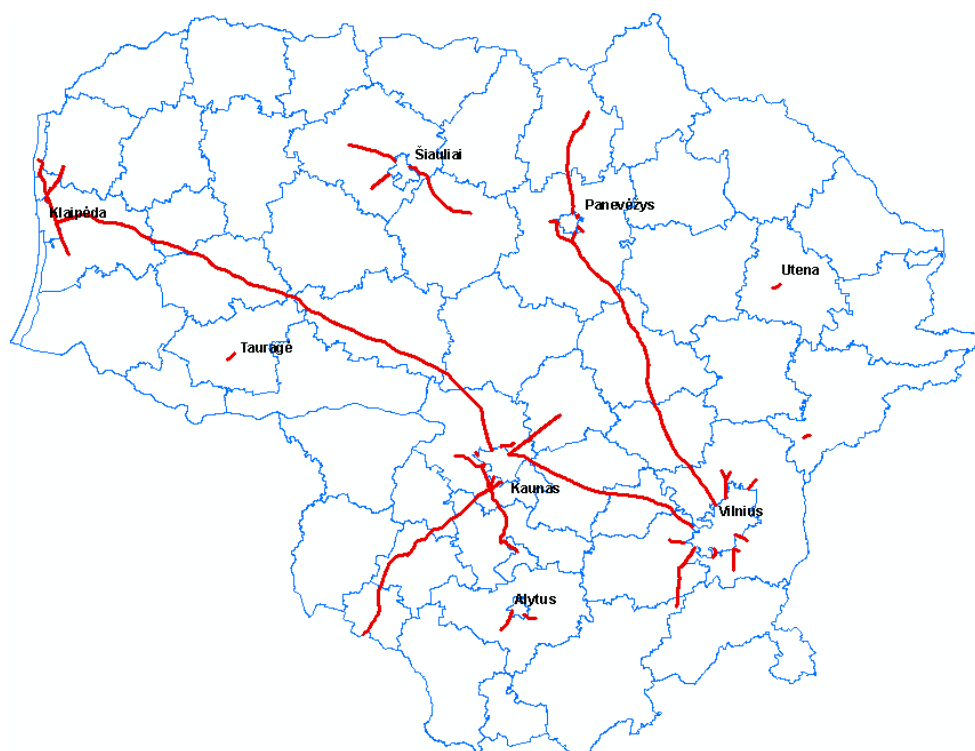 Šiauliai
Panevėžys
Klaipėda
Utena
Tauragė
Kaunas
Vilnius
Alytus